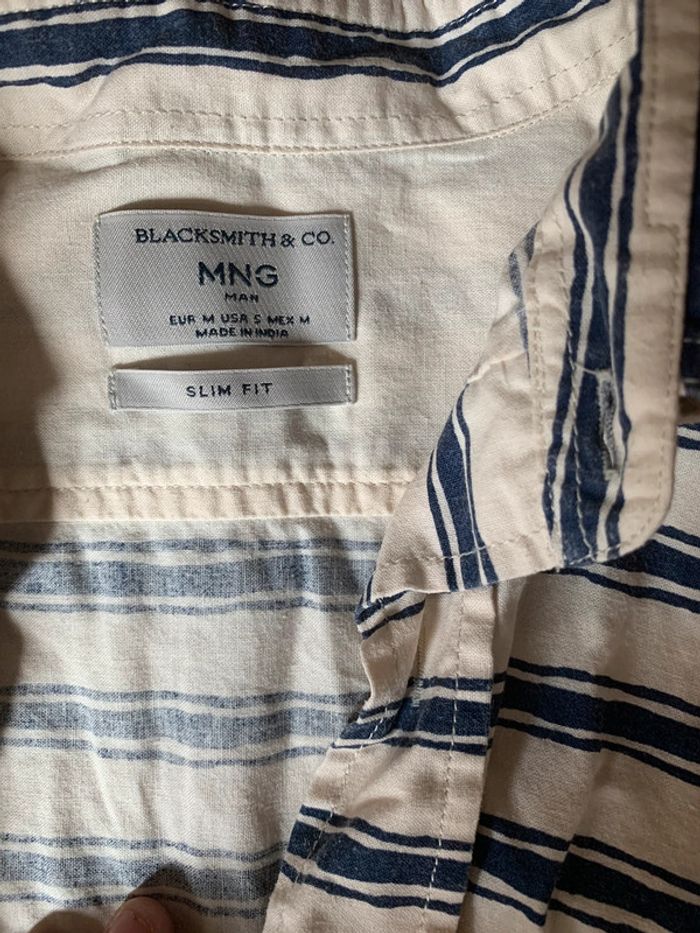 BLACKSMITH & CO.
MNG
MAN
EUR M USA S MEX M
MADE IN INDIA
SLIM FIT